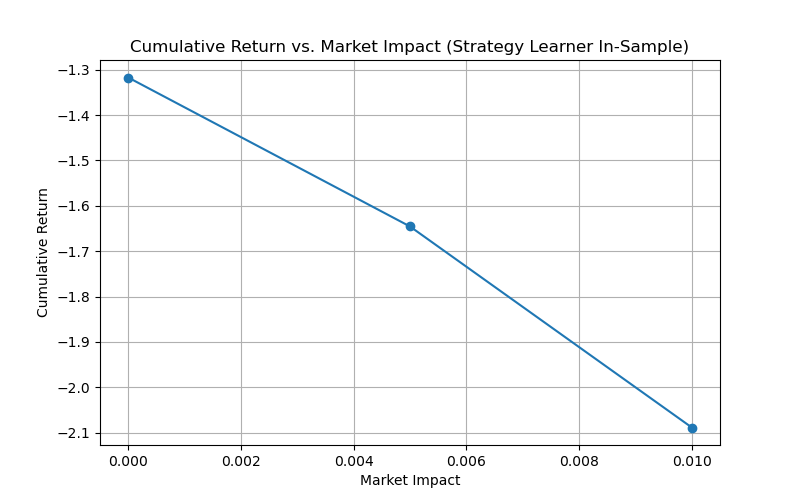 Cumulative Return vs. Market Impact (Strategy Learner In-Sample)
−1.3
−1.4
−1.5
−1.6
−1.7
−1.8
−1.9
−2.0
−2.1
Cumulative Return
0.000 0.002 0.004 0.006 0.008 0.010
Market Impact